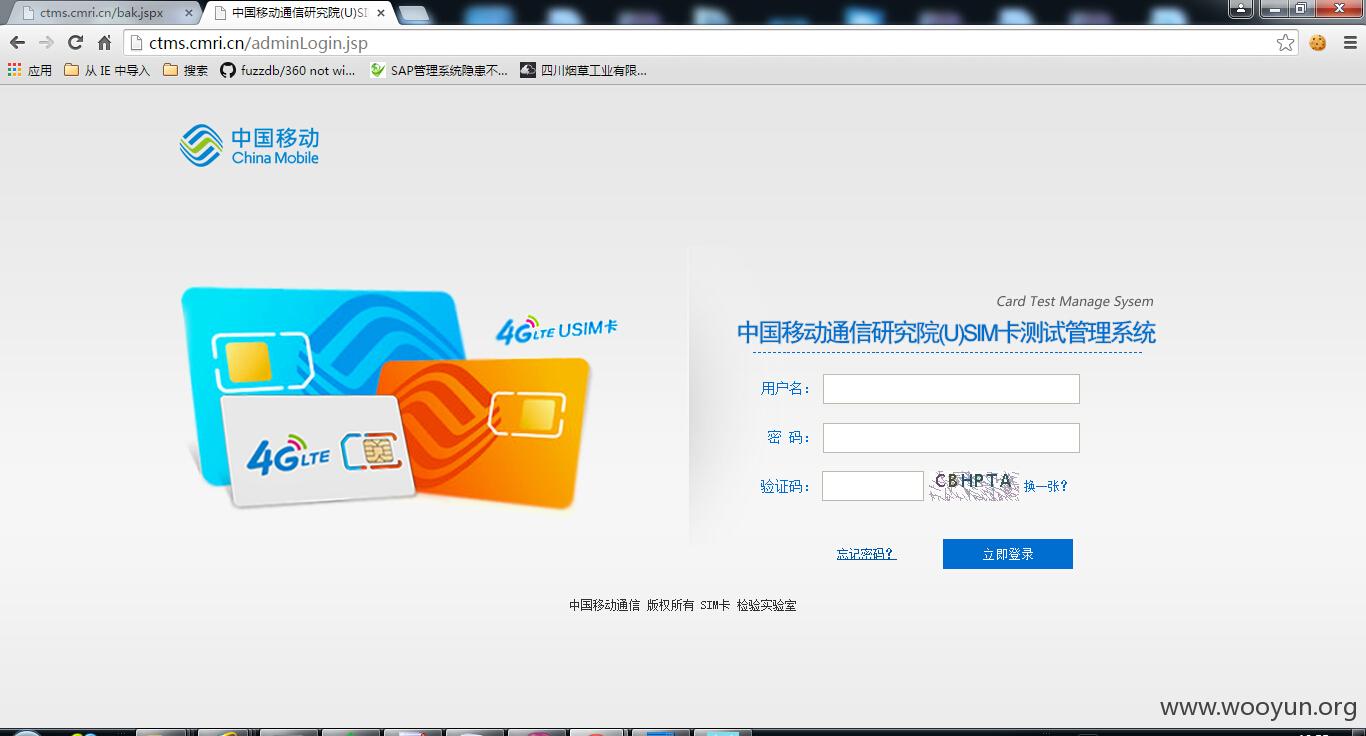 ctms.cmri.cn/bak.jspx
中国移动通信研究院(U)SI
ctms.cmri.cn/adminLogin.jsp
应用 从 IE 中导入 搜索 fuzzdb/360 not wi... SAP管理系统隐患不... 四川烟草工业有限...
中国移动
China Mobile
4G LTE USIM卡
4G LTE
Card Test Manage Sysem
中国移动通信研究院(U)SIM卡测试管理系统
用户名：
密 码：
验证码： CBHPTA 换一张？
忘记密码？ 立即登录
中国移动通信 版权所有 SIM卡 检验实验室
www.wooyun.org